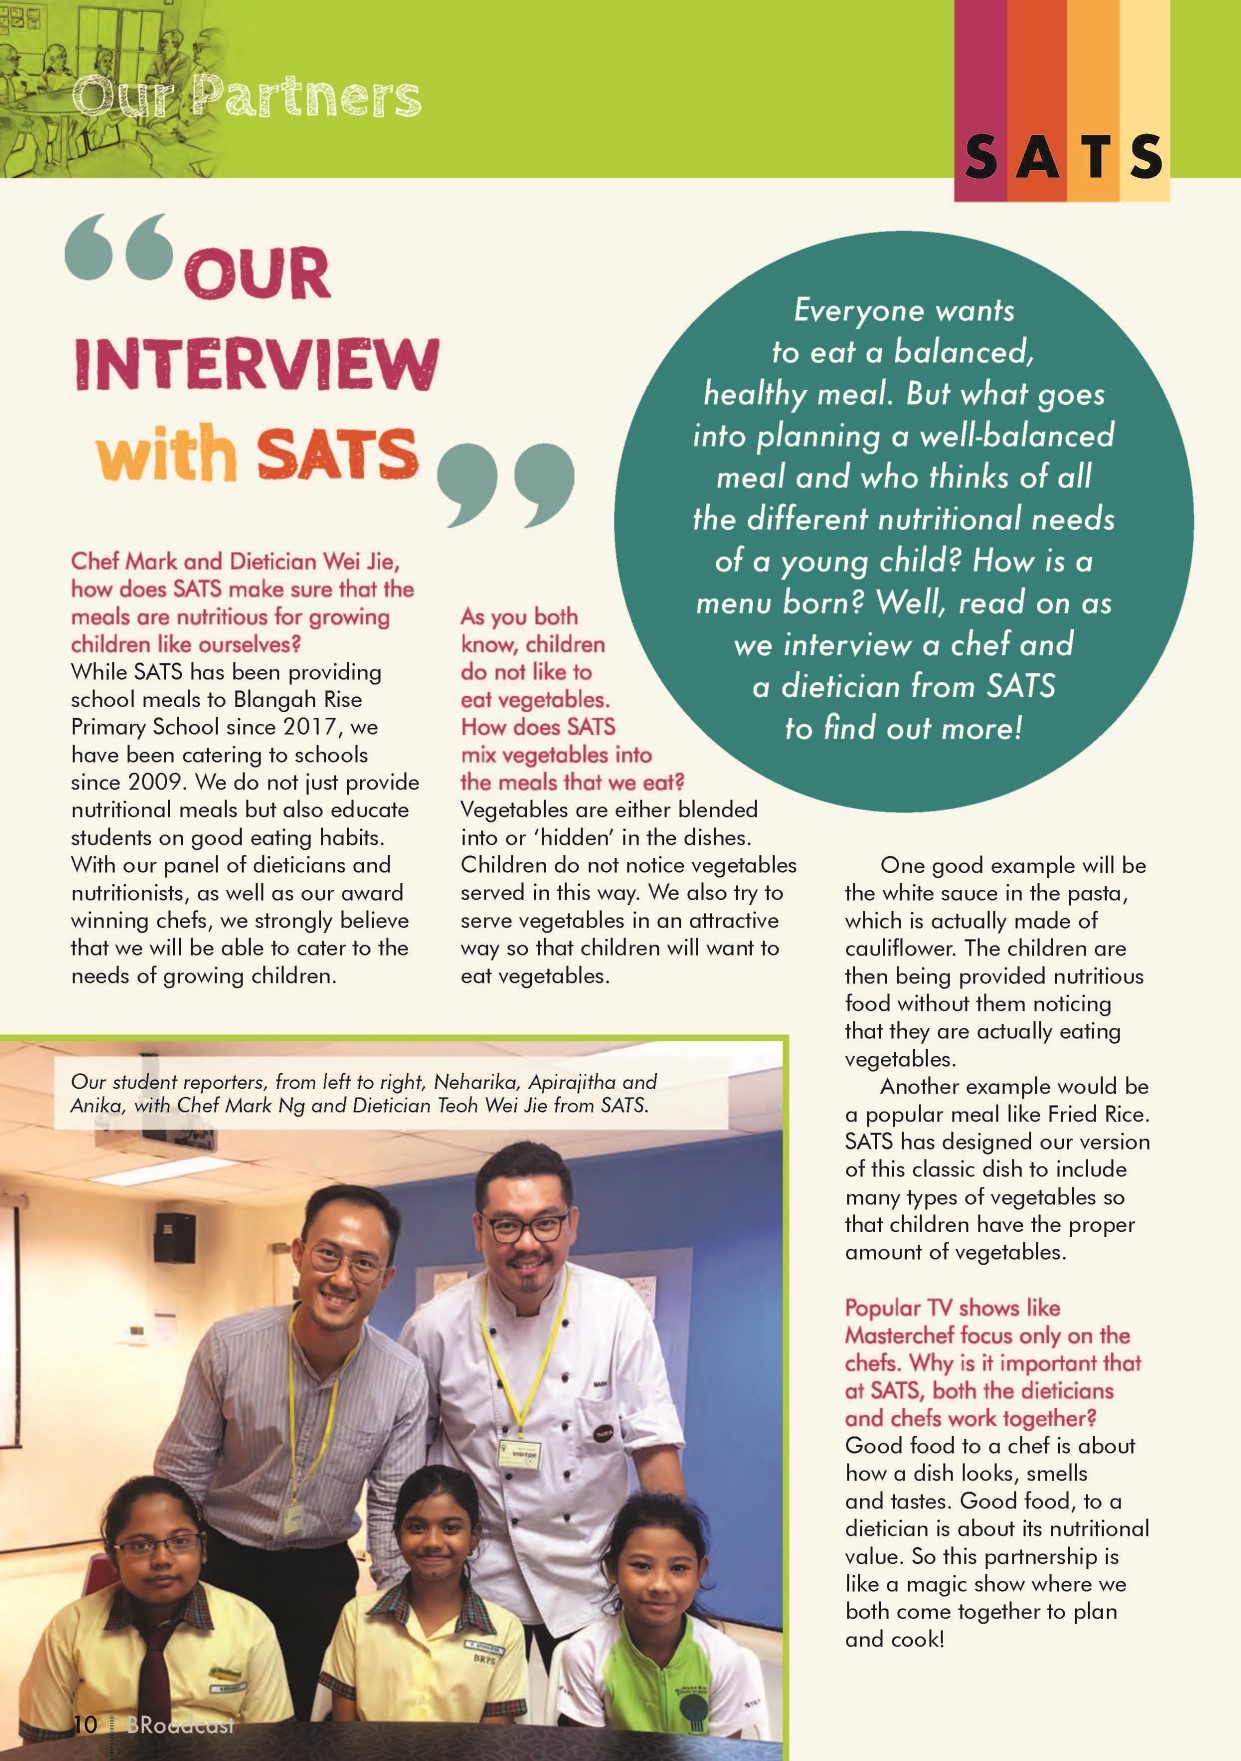 Our Partners
SATS
“OUR
INTERVIEW
with SATS”
Everyone wants
to eat a balanced,
healthy meal. But what goes
into planning a well-balanced
meal and who thinks of all
the different nutritional needs
of a young child? How is a
menu born? Well, read on as
we interview a chef and
a dietician from SATS
to find out more!
Chef Mark and Dietician Wei Jie,
how does SATS make sure that the
meals are nutritious for growing
children like ourselves?
While SATS has been providing
school meals to Blangah Rise
Primary School since 2017, we
have been catering to schools
since 2009. We do not just provide
nutritional meals but also educate
students on good eating habits.
With our panel of dieticians and
nutritionists, as well as our award
winning chefs, we strongly believe
that we will be able to cater to the
needs of growing children.
As you both
know, children
do not like to
eat vegetables.
How does SATS
mix vegetables into
the meals that we eat?
Vegetables are either blended
into or ‘hidden’ in the dishes.
Children do not notice vegetables
served in this way. We also try to
serve vegetables in an attractive
way so that children will want to
eat vegetables.
One good example will be
the white sauce in the pasta,
which is actually made of
cauliflower. The children are
then being provided nutritious
food without them noticing
that they are actually eating
vegetables.
Another example would be
a popular meal like Fried Rice.
SATS has designed our version
of this classic dish to include
many types of vegetables so
that children have the proper
amount of vegetables.
Popular TV shows like
Masterchef focus only on the
chefs. Why is it important that
at SATS, both the dieticians
and chefs work together?
Good food to a chef is about
how a dish looks, smells
and tastes. Good food, to a
dietician is about its nutritional
value. So this partnership is
like a magic show where we
both come together to plan
and cook!
Our student reporters, from left to right, Neharika, Apirajitha and
Anika, with Chef Mark Ng and Dietician Teoh Wei Jie from SATS.
MARK
VISITOR
BRPS
10 BRoadcast